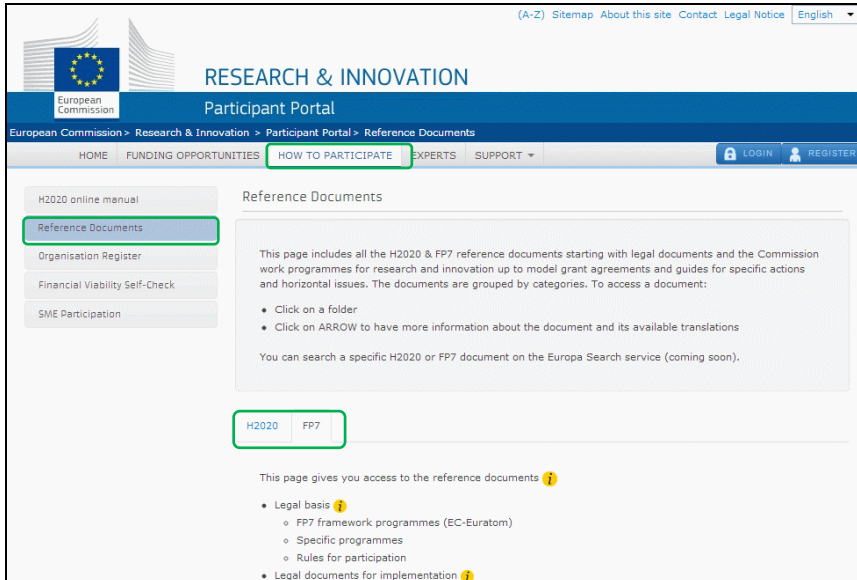 (A-Z) Sitemap About this site Contact Legal Notice English
European
Commission
RESEARCH & INNOVATION
Participant Portal
European Commission > Research & Innovation > Participant Portal > Reference Documents
HOME FUNDING OPPORTUNITIES HOW TO PARTICIPATE EXPERTS SUPPORT LOGIN REGISTER
H2020 online manual
Reference Documents
Organisation Register
Financial Viability Self-Check
SME Participation
Reference Documents
This page includes all the H2020 & FP7 reference documents starting with legal documents and the Commission
work programmes for research and innovation up to model grant agreements and guides for specific actions
and horizontal issues. The documents are grouped by categories. To access a document:
• Click on a folder
• Click on ARROW to have more information about the document and its available translations
You can search a specific H2020 or FP7 document on the Europa Search service (coming soon).
H2020 FP7
This page gives you access to the reference documents i
• Legal basis i
○ FP7 framework programmes (EC-Euratom)
○ Specific programmes
○ Rules for participation
• Legal documents for implementation i